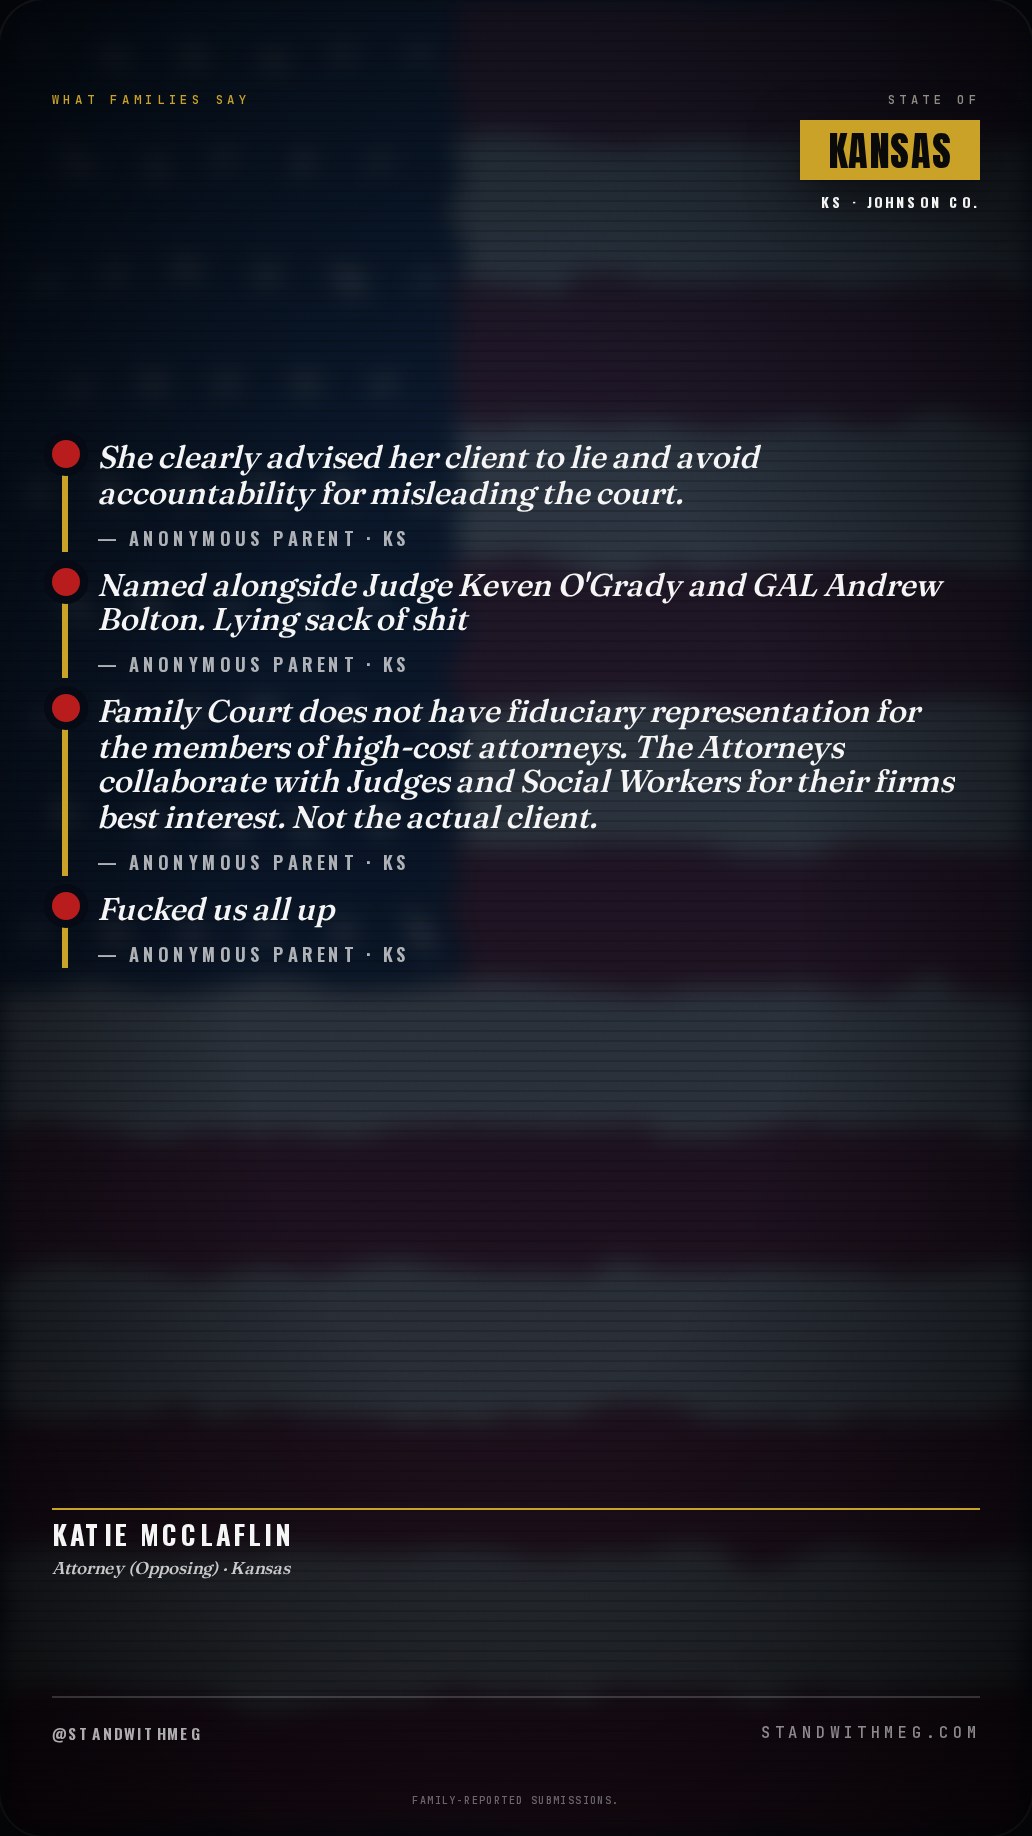 WHAT FAMILIES SAY
STATE OF
KANSAS
KS · JOHNSON CO.
She clearly advised her client to lie and avoid
accountability for misleading the court.
— ANONYMOUS PARENT · KS
Named alongside Judge Keven O'Grady and GAL Andrew
Bolton. Lying sack of shit
— ANONYMOUS PARENT · KS
Family Court does not have fiduciary representation for
the members of high-cost attorneys. The Attorneys
collaborate with Judges and Social Workers for their firms
best interest. Not the actual client.
— ANONYMOUS PARENT · KS
Fucked us all up
— ANONYMOUS PARENT · KS
KATIE MCCLAFLIN
Attorney (Opposing) · Kansas
@STANDWITHMEG
STANDWITHMEG.COM
FAMILY-REPORTED SUBMISSIONS.